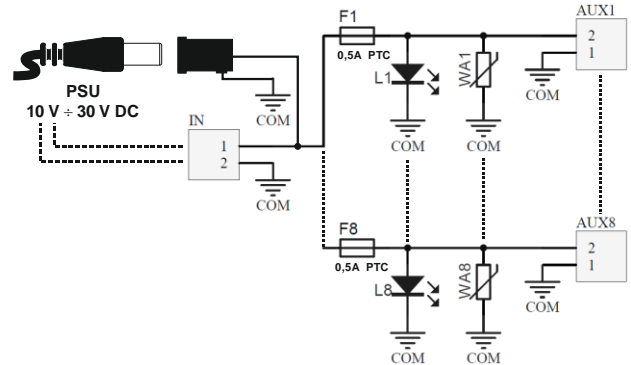 AUX1
F1
2
0,5A PTC
1
L1
WA1
COM
PSU
10 V ÷ 30 V DC
COM
IN
COM
COM
1
2
COM
AUX8
F8
2
0,5A PTC
1
L8
WA8
COM
COM
COM